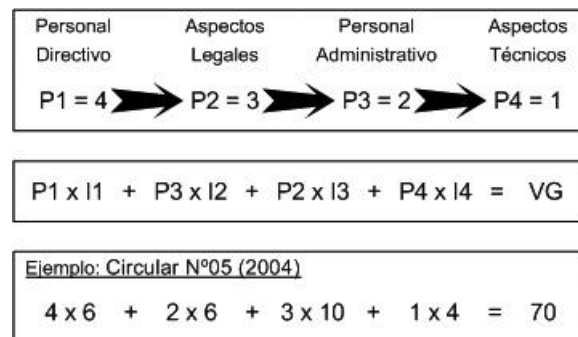 Personal Aspectos Personal Aspectos
Directivo Legales Administrativo Técnicos
P1 = 4 P2 = 3 P3 = 2 P4 = 1
P1 x I1 + P3 x I2 + P2 x I3 + P4 x I4 = VG
Ejemplo: Circular Nº05 (2004)
4 x 6 + 2 x 6 + 3 x 10 + 1 x 4 = 70